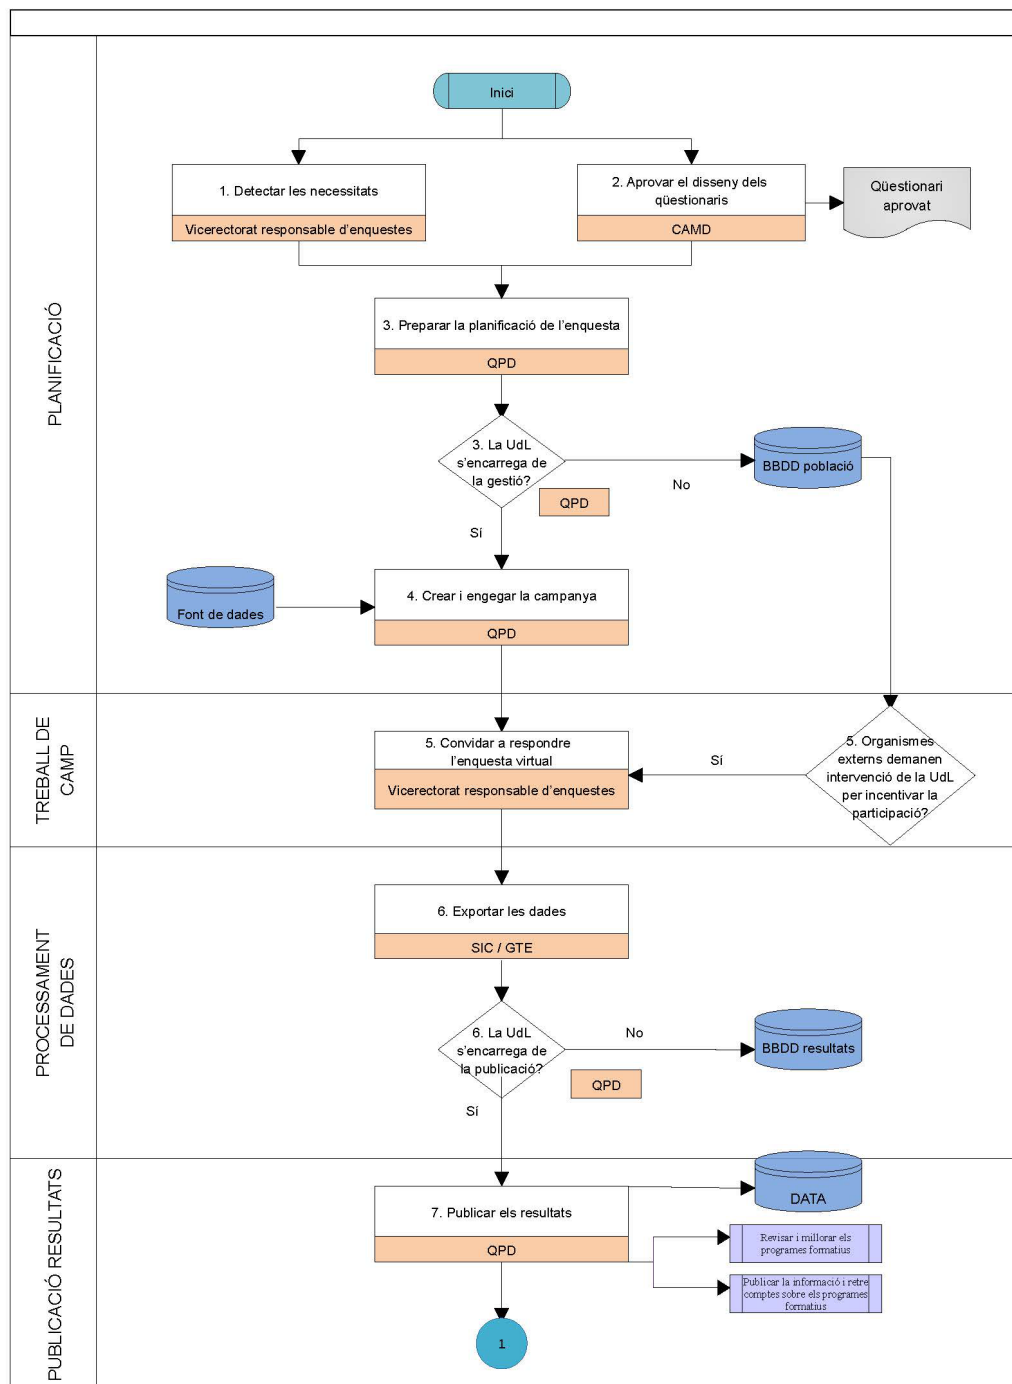 Inici
1. Detectar les necessitats
Vicerectorat responsable d'enquestes
2. Aprovar el disseny dels
qüestionaris
CAMD
Qüestionari
aprovat
PLANIFICACIÓ
3. Preparar la planificació de l'enquesta
QPD
3. La UdL
s'encarrega de
la gestió?
QPD
No
BBDD població
Sí
Font de dades
4. Crear i engegar la campanya
QPD
TREBALL DE
CAMP
5. Convidar a respondre
l'enquesta virtual
Vicerectorat responsable d'enquestes
Sí
5. Organismes
externs demanen
intervenció de la UdL
per incentivar la
participació?
PROCESSAMENT
DE DADES
6. Exportar les dades
SIC / GTE
6. La UdL
s'encarrega de
la publicació?
QPD
No
BBDD resultats
Sí
PUBLICACIÓ RESULTATS
7. Publicar els resultats
QPD
DATA
Revisar i millorar els
programes formatius
Publicar la informació i retre
comptes sobre els programes
formatius
1